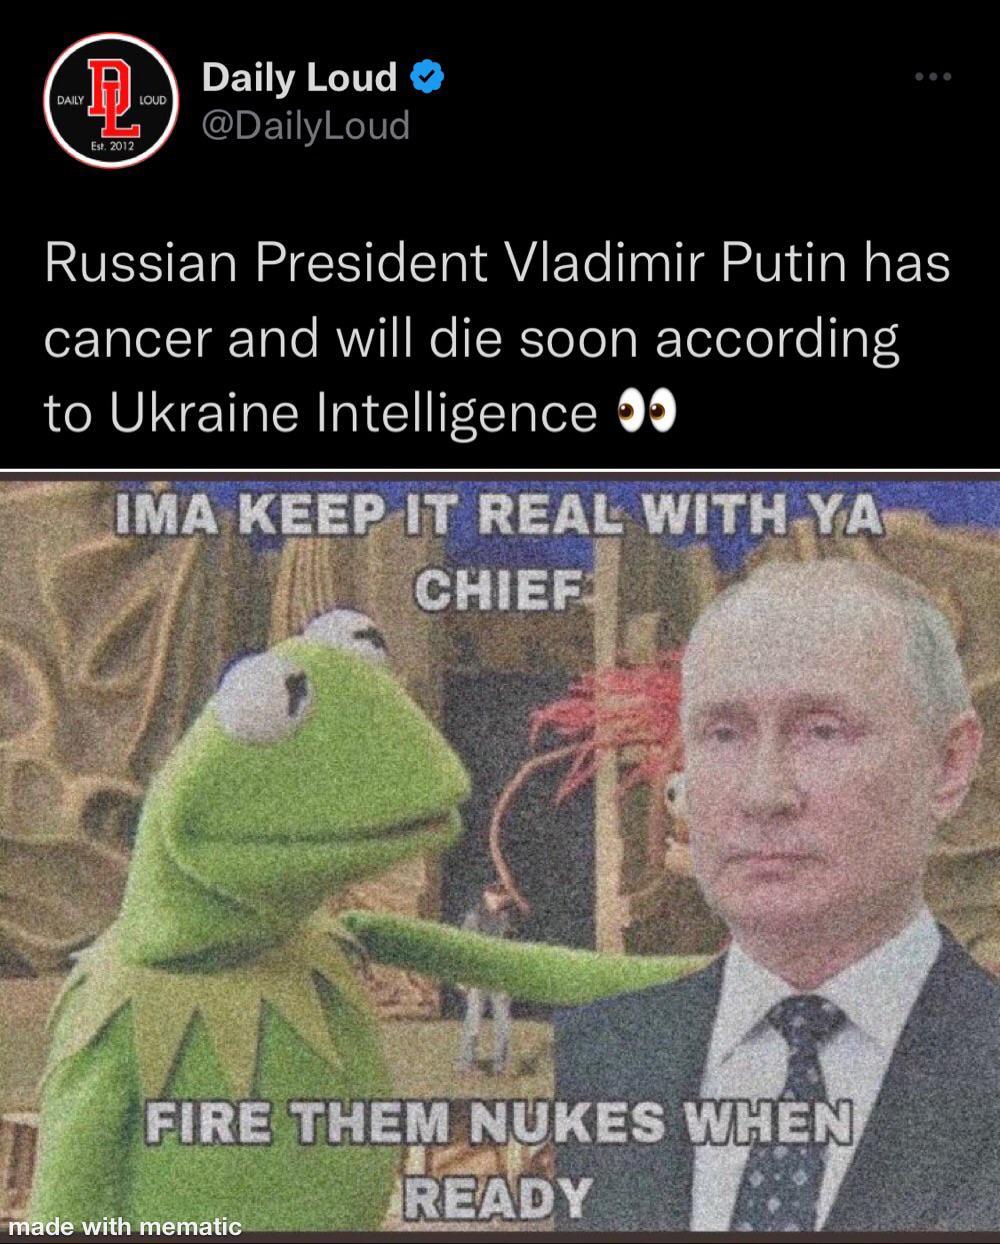 DAILY DL LOUD
Est. 2012
Daily Loud
@DailyLoud
Russian President Vladimir Putin has
cancer and will die soon according
to Ukraine Intelligence 👀
IMA KEEP IT REAL WITH YA
CHIEF
FIRE THEM NUKES WHEN
READY
made with mematic